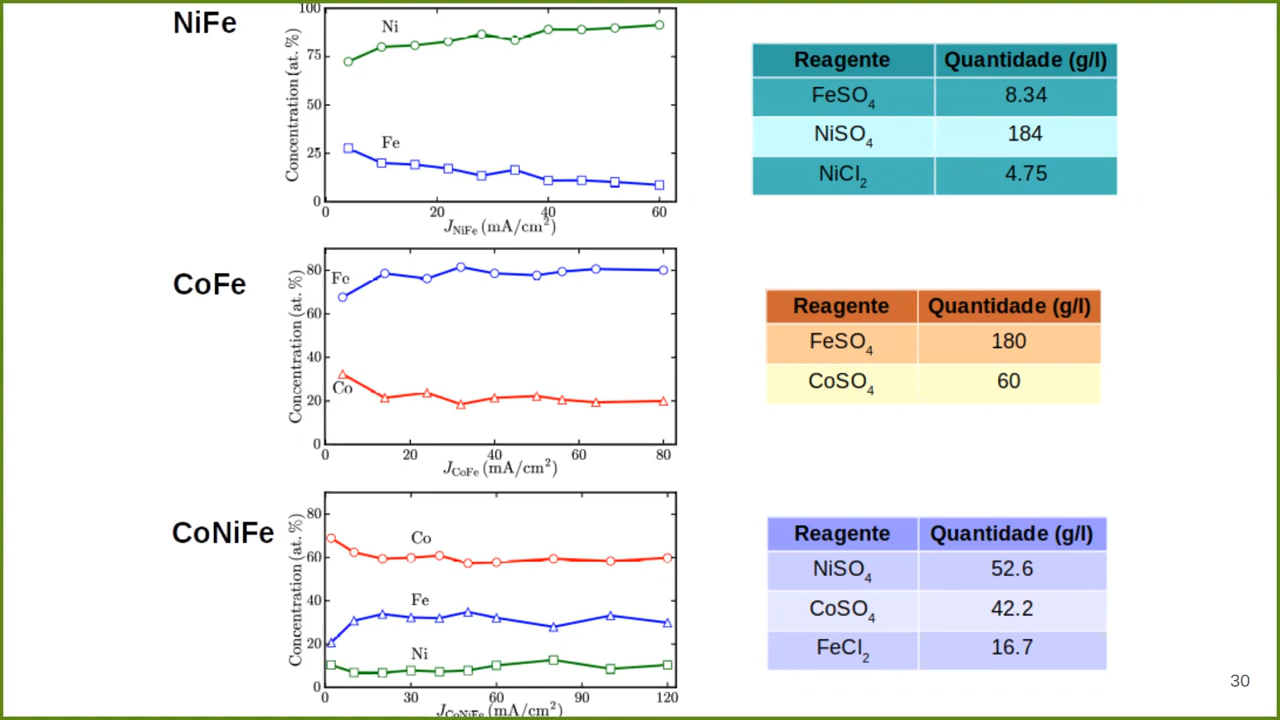 NiFe
Concentration (at. %)
100
75
50
25
0
Ni
Fe
0 20 40 60
J_NiFe (mA/cm²)
Reagente Quantidade (g/l)
FeSO₄ 8.34
NiSO₄ 184
NiCl₂ 4.75
CoFe
Concentration (at. %)
80
60
40
20
0
Fe
Co
0 20 40 60 80
J_CoFe (mA/cm²)
Reagente Quantidade (g/l)
FeSO₄ 180
CoSO₄ 60
CoNiFe
Concentration (at. %)
80
60
40
20
0
Co
Fe
Ni
0 30 60 90 120
J_CoNiFe (mA/cm²)
Reagente Quantidade (g/l)
NiSO₄ 52.6
CoSO₄ 42.2
FeCl₂ 16.7
30